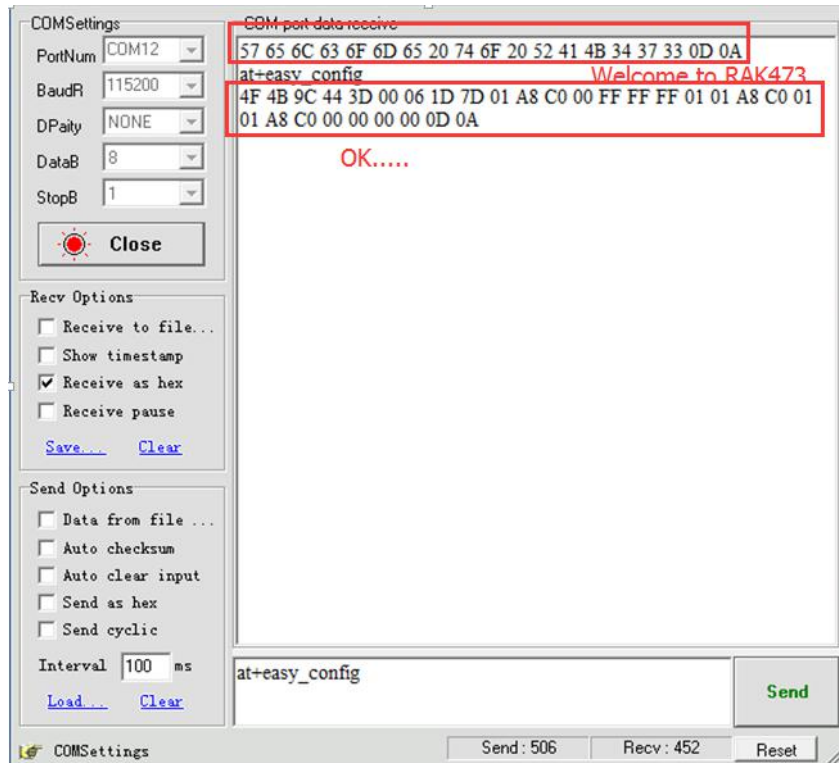 COMSettings
PortNum COM12
BaudR 115200
DPaity NONE
DataB 8
StopB 1
Close
Recv Options
Receive to file...
Show timestamp
Receive as hex
Receive pause
Save... Clear
Send Options
Data from file ...
Auto checksum
Auto clear input
Send as hex
Send cyclic
Interval 100 ms
Load... Clear
COM port data receive
57 65 6C 63 6F 6D 65 20 74 6F 20 52 41 4B 34 37 33 0D 0A
at+easy_config
Welcome to RAK473
4F 4B 9C 44 3D 00 06 1D 7D 01 A8 C0 00 FF FF FF 01 01 A8 C0 01
01 A8 C0 00 00 00 00 0D 0A
OK.....
at+easy_config
Send
COMSettings
Send : 506
Recv : 452
Reset